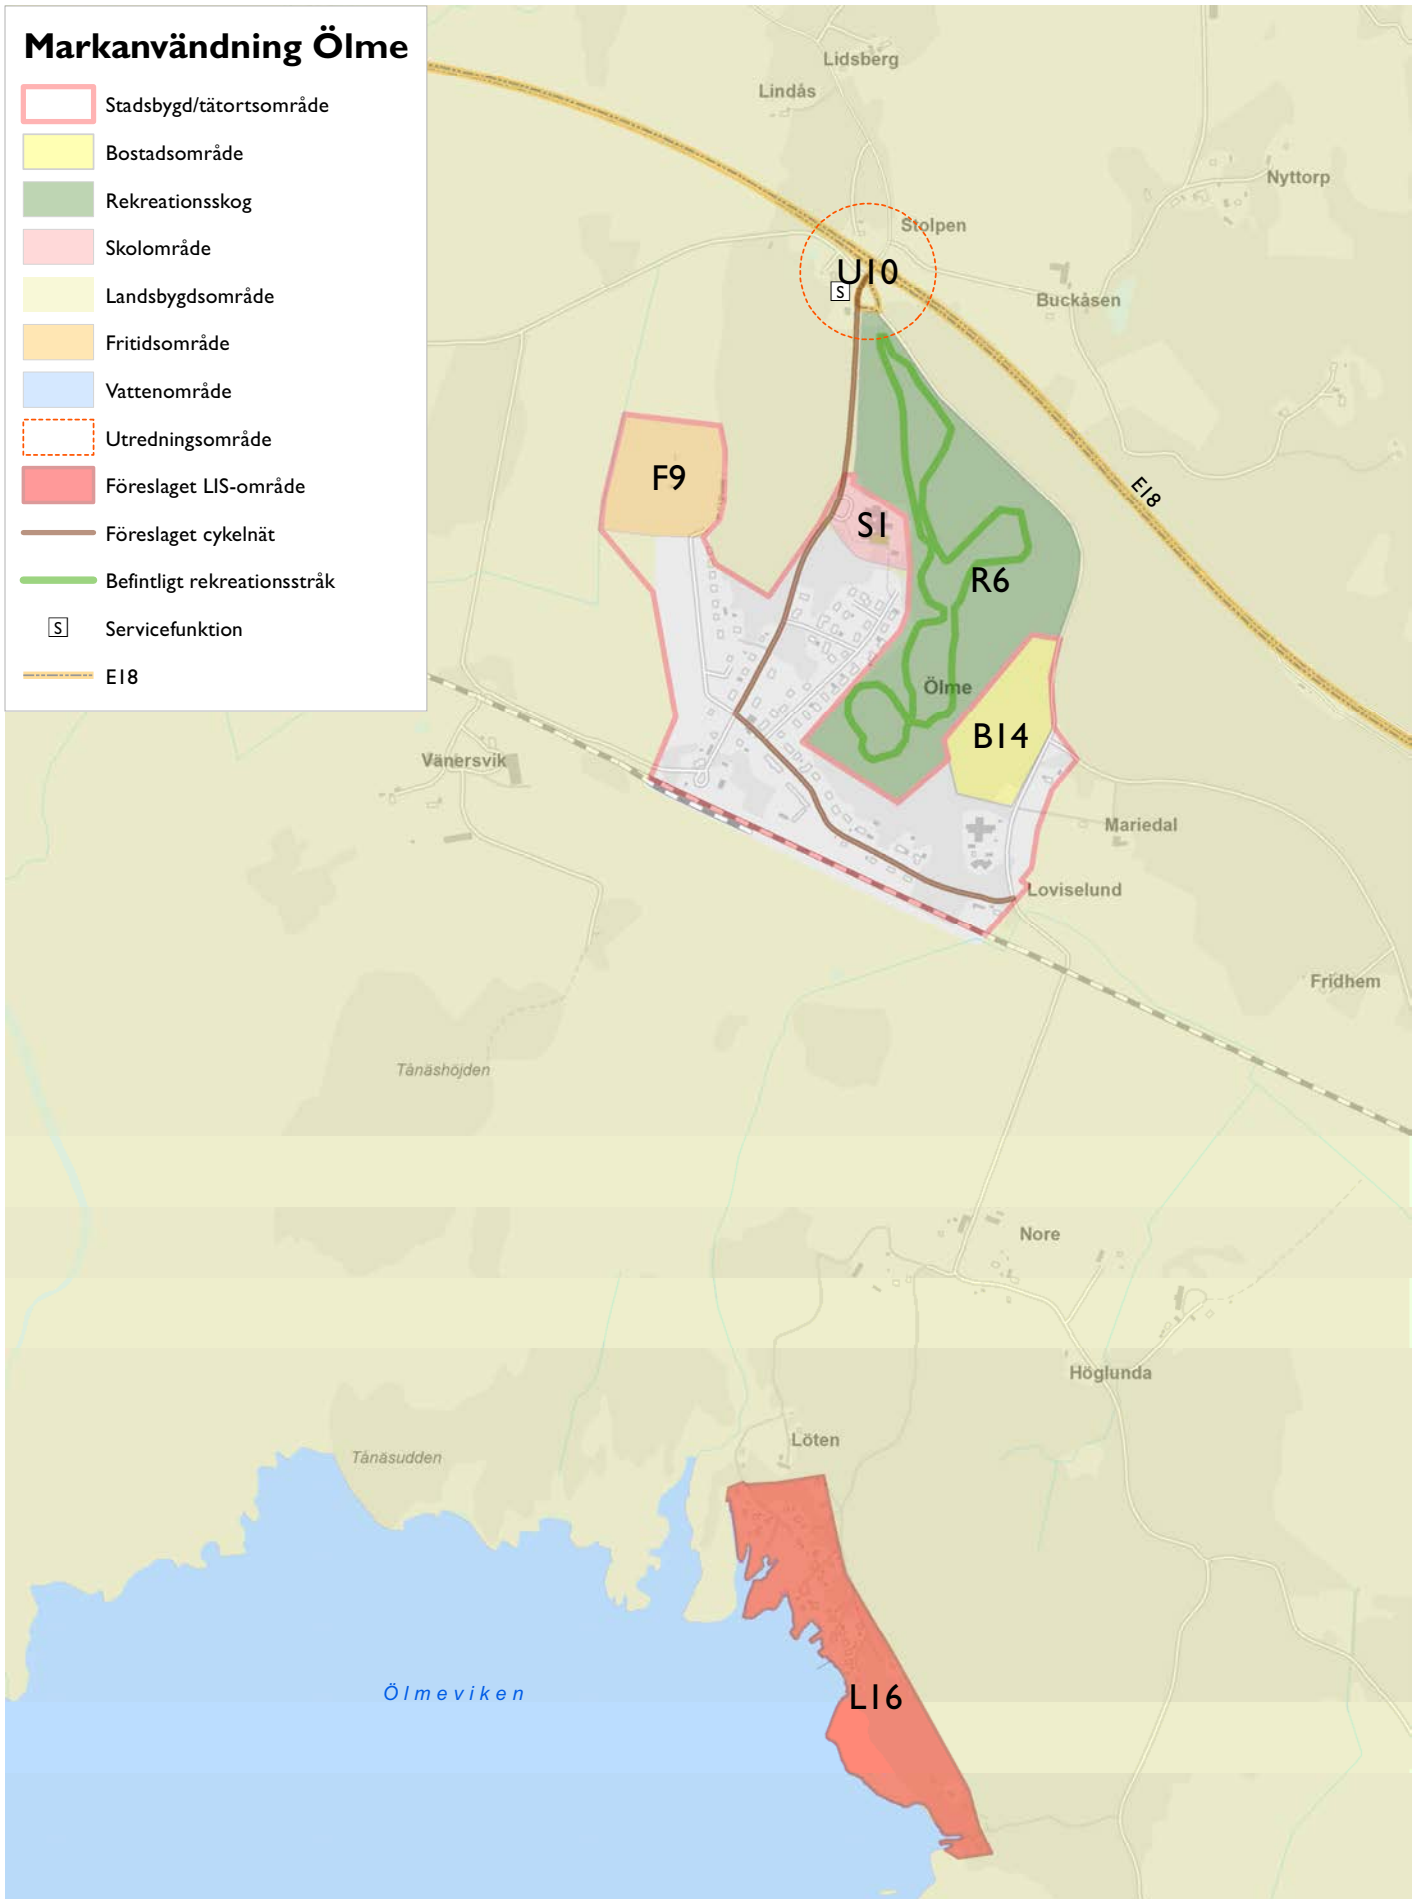 Markanvändning Ölme
Stadsbygd/tätortsområde
Bostadsområde
Rekreationsskog
Skolområde
Landsbygdsområde
Fritidsområde
Vattenområde
Utredningsområde
Föreslaget LIS-område
Föreslaget cykelnät
Befintligt rekreationsstråk
S Servicefunktion
E18
Lidsberg
Lindås
Nyttorp
Stolpen
U10
S
Buckåsen
F9
E18
S1
R6
Ölme
B14
Vänersvik
Mariedal
Loviselund
Fridhem
Tånäshöjden
Nore
Höglunda
Löten
Tånäsudden
Ölmeviken
L16